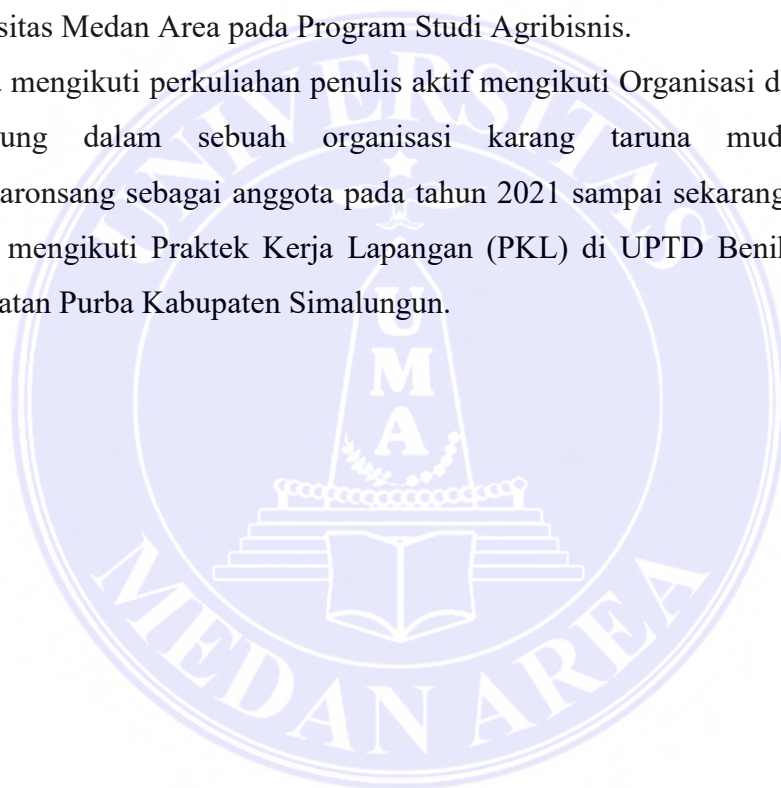 sitas Medan Area pada Program Studi Agribisnis.
mengikuti perkuliahan penulis aktif mengikuti Organisasi d
ung dalam sebuah organisasi karang taruna mud
aronsang sebagai anggota pada tahun 2021 sampai sekarang
mengikuti Praktek Kerja Lapangan (PKL) di UPTD Benil
atan Purba Kabupaten Simalungun.
UNIVERSITAS
UMA
MEDAN AREA